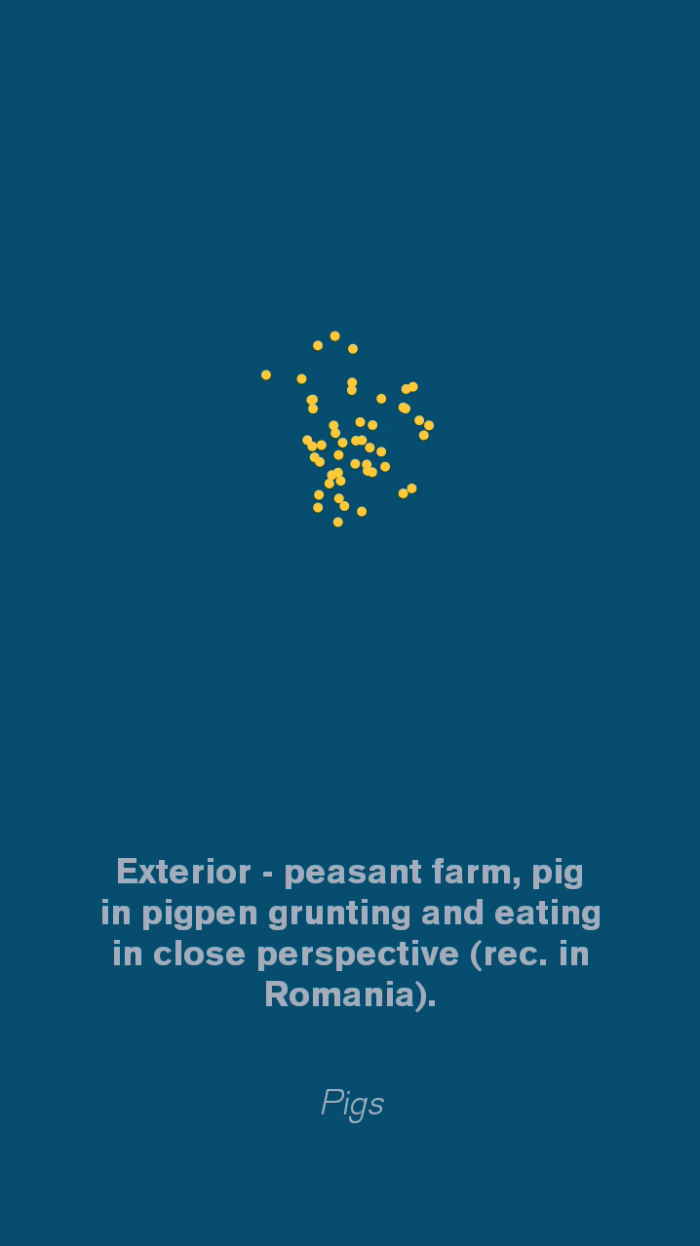 Exterior - peasant farm, pig
in pigpen grunting and eating
in close perspective (rec. in
Romania).
Pigs